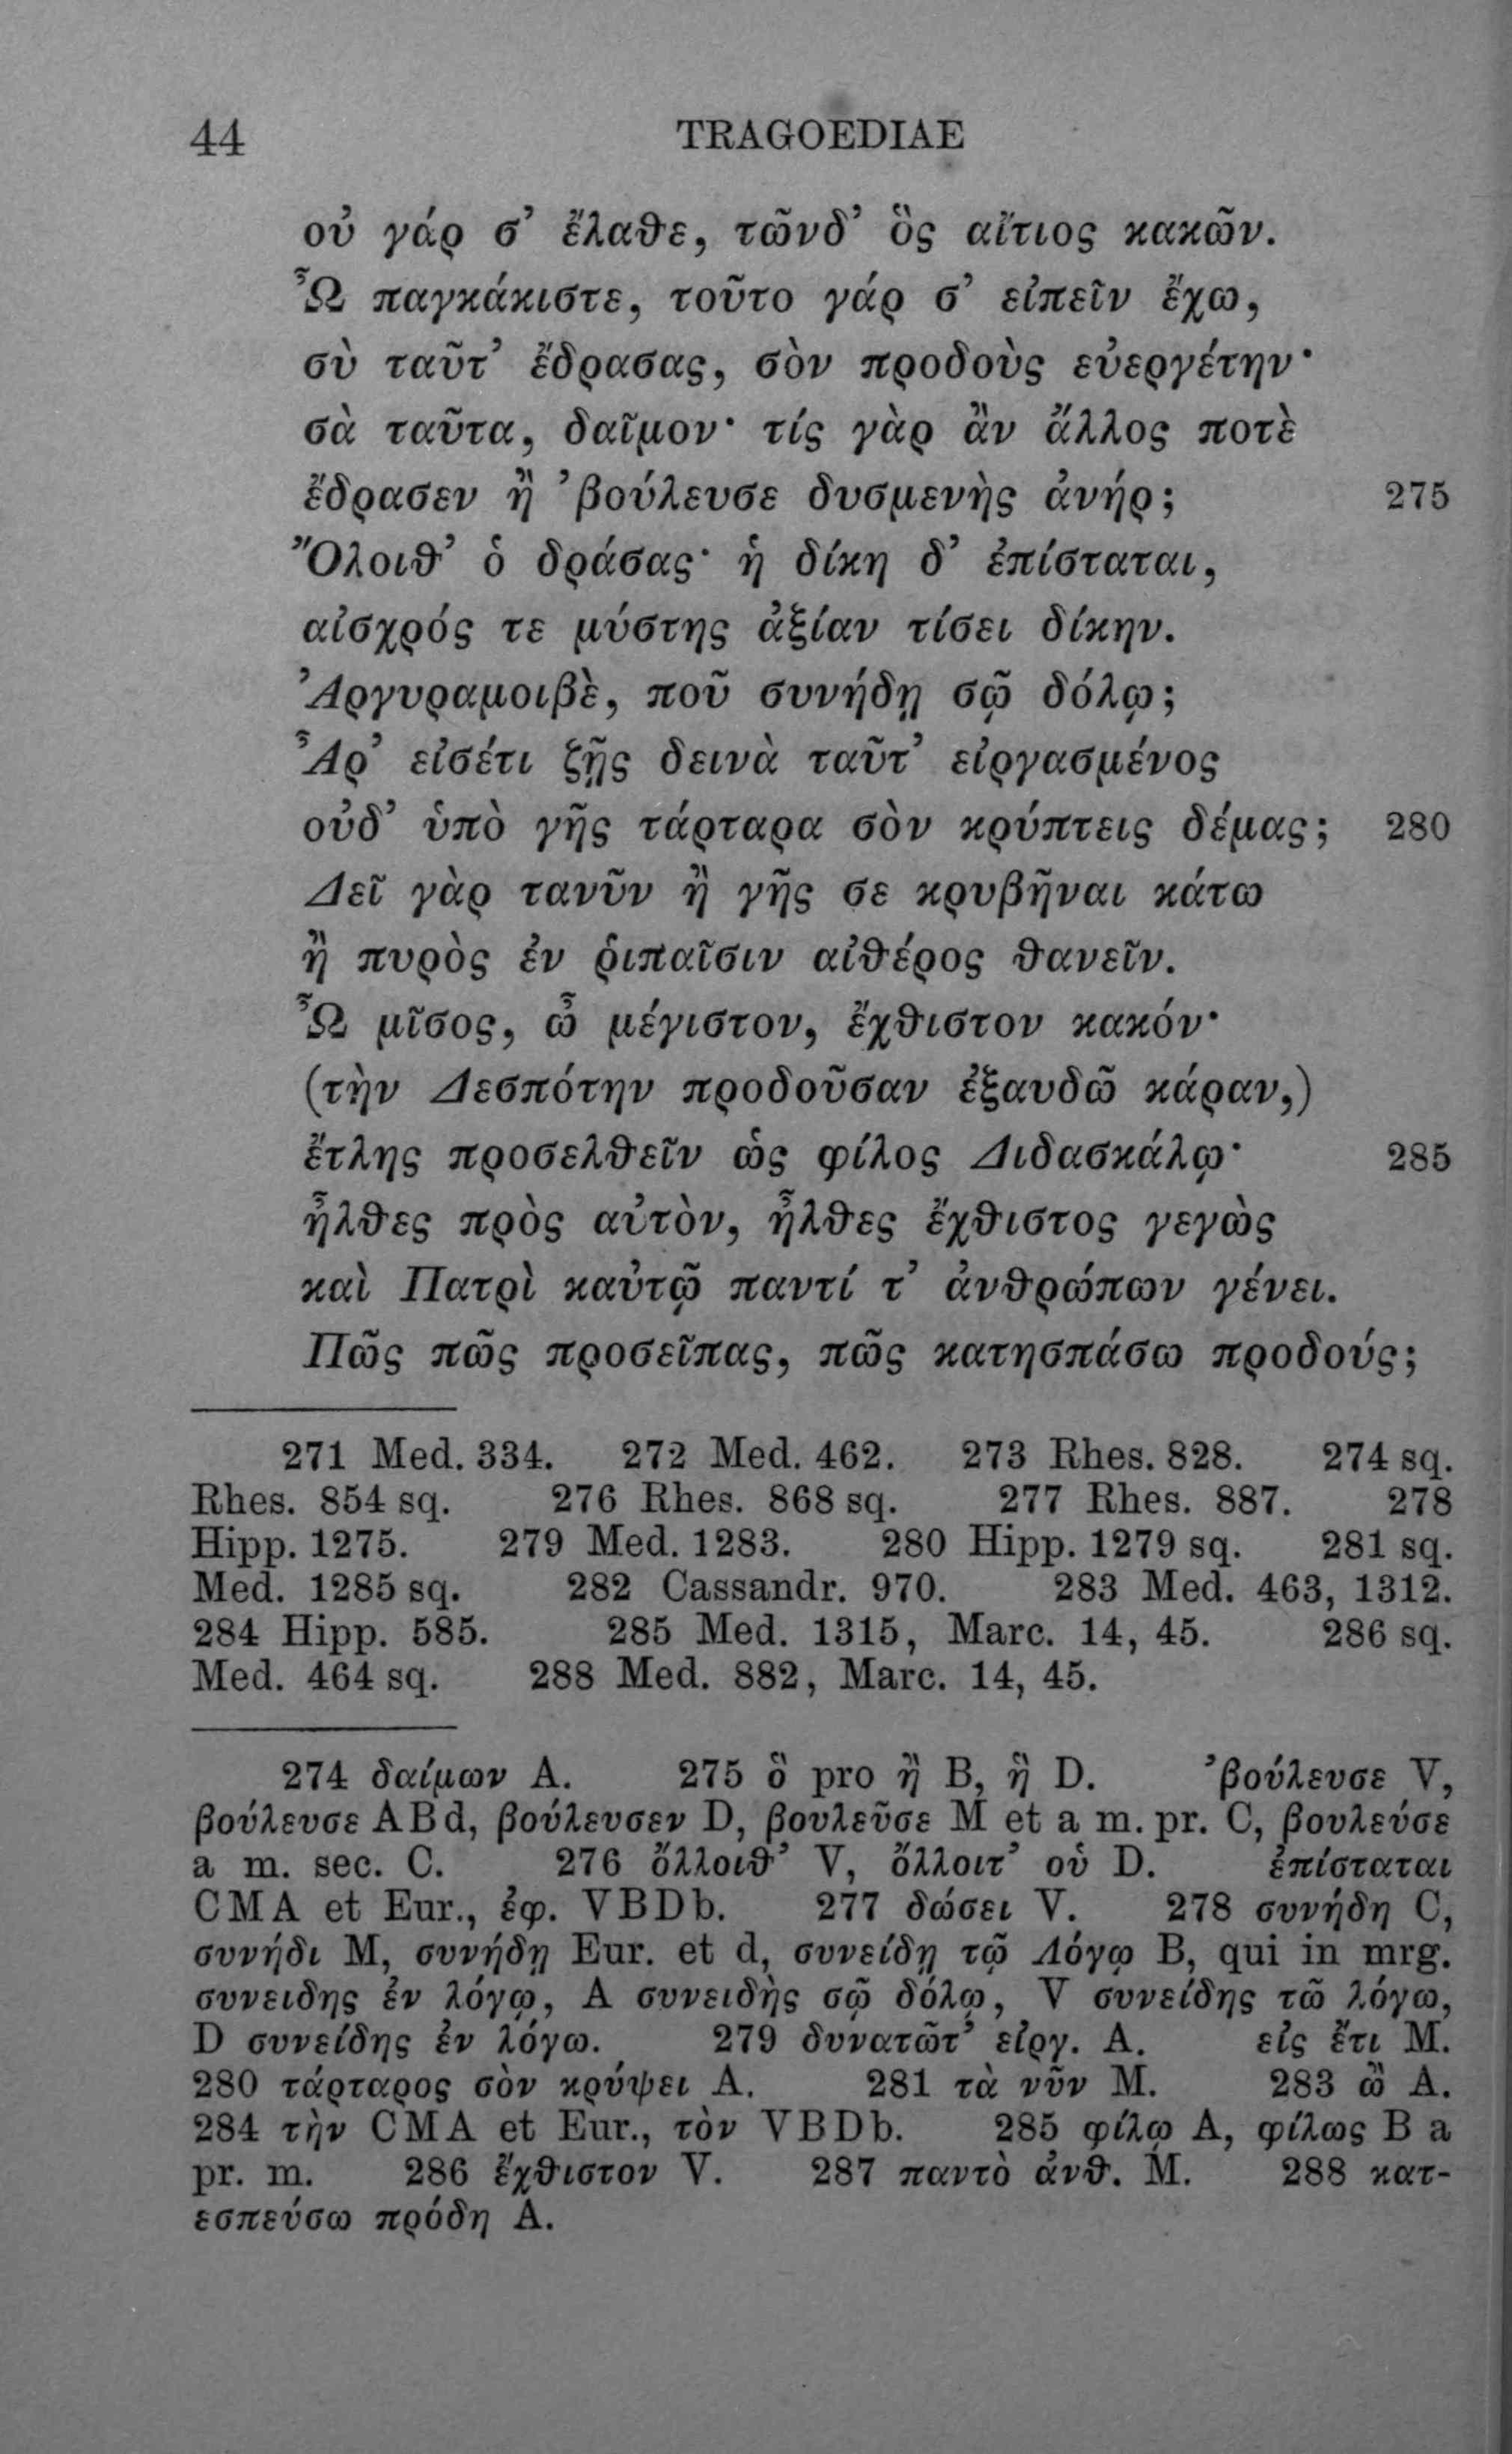 44 TRAGOEDIAE
οὐ γάρ σ’ ἔλαθε, τῶνδ’ ὃς αἴτιος κακῶν.
Ὦ παγκάκιστε, τοῦτο γάρ σ’ εἰπεῖν ἔχω,
σὺ ταῦτ’ ἔδρασας, σὸν προδοὺς εὐεργέτην·
σὰ ταῦτα, δαῖμον· τίς γὰρ ἂν ἄλλος ποτὲ
ἔδρασεν ἢ ’βούλευσε δυσμενὴς ἀνήρ; 275
Ὄλοιθ’ ὁ δράσας· ἡ δίκη δ’ ἐπίσταται,
αἰσχρός τε μύστης ἀξίαν τίσει δίκην.
Ἀργυραμοιβὲ, ποῦ συνήδῃ σῷ δόλῳ;
Ἆρ’ εἰσέτι ζῇς δεινὰ ταῦτ’ εἰργασμένος
οὐδ’ ὑπὸ γῆς τάρταρα σὸν κρύπτεις δέμας; 280
Δεῖ γὰρ τανῦν ἢ γῆς σε κρυβῆναι κάτω
ἢ πυρὸς ἐν ῥιπαῖσιν αἰθέρος θανεῖν.
Ὦ μῖσος, ὦ μέγιστον, ἔχθιστον κακόν·
(τὴν Δεσπότην προδοῦσαν ἐξαυδῶ κάραν,)
ἔτλης προσελθεῖν ὡς φίλος Διδασκάλῳ· 285
ἦλθες πρὸς αὐτὸν, ἦλθες ἔχθιστος γεγὼς
καὶ Πατρὶ καὐτῷ παντί τ’ ἀνθρώπων γένει.
Πῶς πῶς προσεῖπας, πῶς κατησπάσω προδούς;
271 Med. 334. 272 Med. 462. 273 Rhes. 828. 274 sq.
Rhes. 854 sq. 276 Rhes. 868 sq. 277 Rhes. 887. 278
Hipp. 1275. 279 Med. 1283. 280 Hipp. 1279 sq. 281 sq.
Med. 1285 sq. 282 Cassandr. 970. 283 Med. 463, 1312.
284 Hipp. 585. 285 Med. 1315, Marc. 14, 45. 286 sq.
Med. 464 sq. 288 Med. 882, Marc. 14, 45.
274 δαίμων A. 275 ὃ pro ἢ B, ἣ D. ’βούλευσε V,
βούλευσε ABd, βούλευσεν D, βουλεῦσε M et a m. pr. C, βουλεύσε
a m. sec. C. 276 ὄλλοιθ’ V, ὄλλοιτ’ οὑ D. ἐπίσταται
CMA et Eur., ἐφ. VBDb. 277 δώσει V. 278 συνήδη C,
συνήδι M, συνήδῃ Eur. et d, συνείδῃ τῷ Λόγῳ B, qui in mrg.
συνειδης ἐν λόγῳ, A συνειδὴς σῷ δόλῳ, V συνείδης τῶ λόγω,
D συνείδης ἐν λόγω. 279 δυνατῶτ’ εἰργ. A. εἰς ἔτι M.
280 τάρταρος σὸν κρύψει A. 281 τὰ νῦν M. 283 ὢ A.
284 τὴν CMA et Eur., τὸν VBDb. 285 φίλῳ A, φίλως B a
pr. m. 286 ἔχθιστον V. 287 παντὸ ἀνθ. M. 288 κατ-
εσπεύσω πρόδη A.